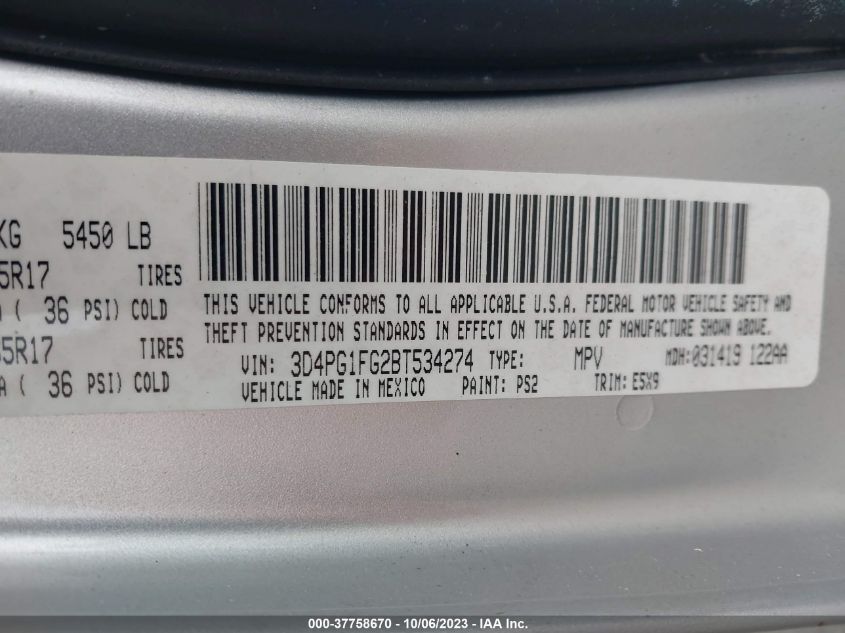 KG 5450 LB
5R17 TIRES
( 36 PSI) COLD
5R17 TIRES
A ( 36 PSI) COLD
THIS VEHICLE CONFORMS TO ALL APPLICABLE U.S.A. FEDERAL MOTOR VEHICLE SAFETY AND
THEFT PREVENTION STANDARDS IN EFFECT ON THE DATE OF MANUFACTURE SHOWN ABOVE.
VIN: 3D4PG1FG2BT534274 TYPE: MPV MDH:031419 122AA
VEHICLE MADE IN MEXICO PAINT: PS2 TRIM: E5X9
000-37758670 - 10/06/2023 - IAA Inc.